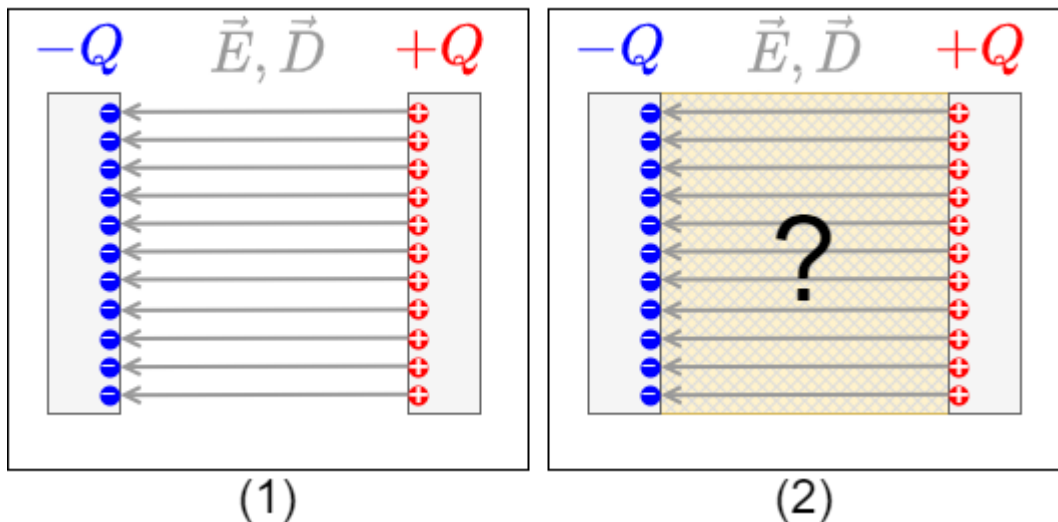 −Q E⃗, D⃗ +Q
−Q E⃗, D⃗ +Q
?
(1)
(2)